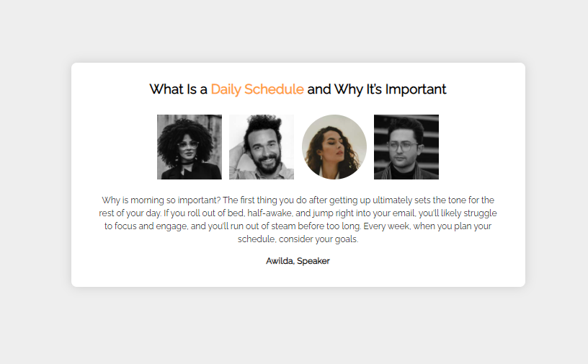 What Is a Daily Schedule and Why It's Important
Why is morning so important? The first thing you do after getting up ultimately sets the tone for the
rest of your day. If you roll out of bed, half-awake, and jump right into your email, you'll likely struggle
to focus and engage, and you'll run out of steam before too long. Every week, when you plan your
schedule, consider your goals.
Awilda, Speaker